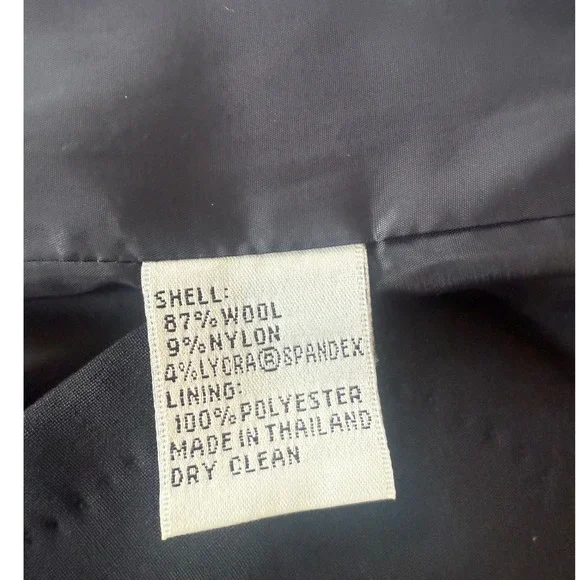 SHELL:
87%WOOL
9%NYLON
4%LYCRA®SPANDEX
LINING:
100%POLYESTER
MADE IN THAILAND
DRY CLEAN